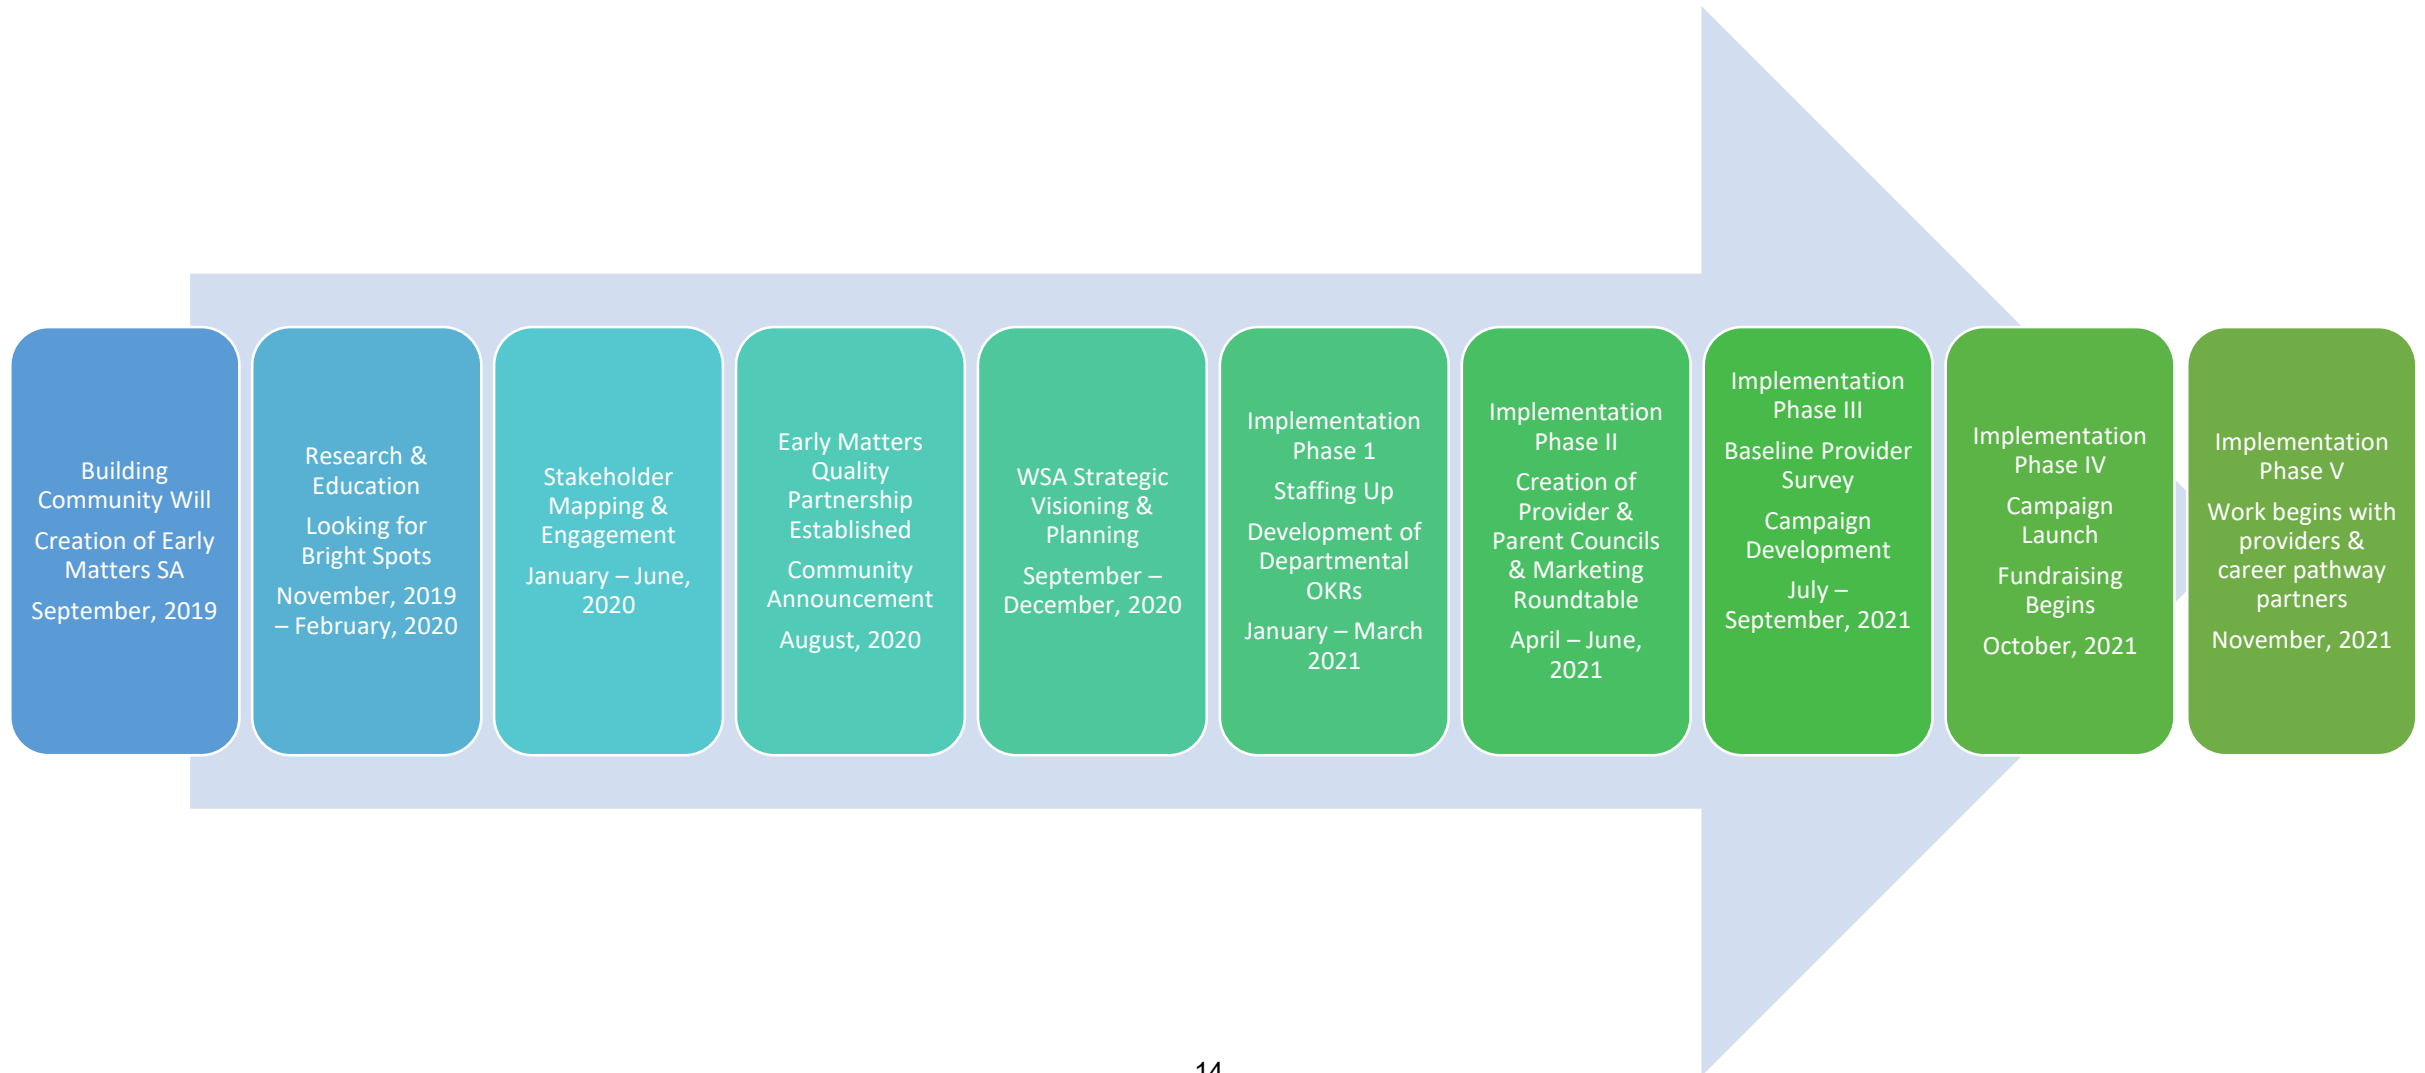 Building
Community Will
Creation of Early
Matters SA
September, 2019
Research &
Education
Looking for
Bright Spots
November, 2019
– February, 2020
Stakeholder
Mapping &
Engagement
January – June,
2020
Early Matters
Quality
Partnership
Established
Community
Announcement
August, 2020
WSA Strategic
Visioning &
Planning
September –
December, 2020
Implementation
Phase 1
Staffing Up
Development of
Departmental
OKRs
January – March
2021
Implementation
Phase II
Creation of
Provider &
Parent Councils
& Marketing
Roundtable
April – June,
2021
Implementation
Phase III
Baseline Provider
Survey
Campaign
Development
July –
September, 2021
Implementation
Phase IV
Campaign
Launch
Fundraising
Begins
October, 2021
Implementation
Phase V
Work begins with
providers &
career pathway
partners
November, 2021
14